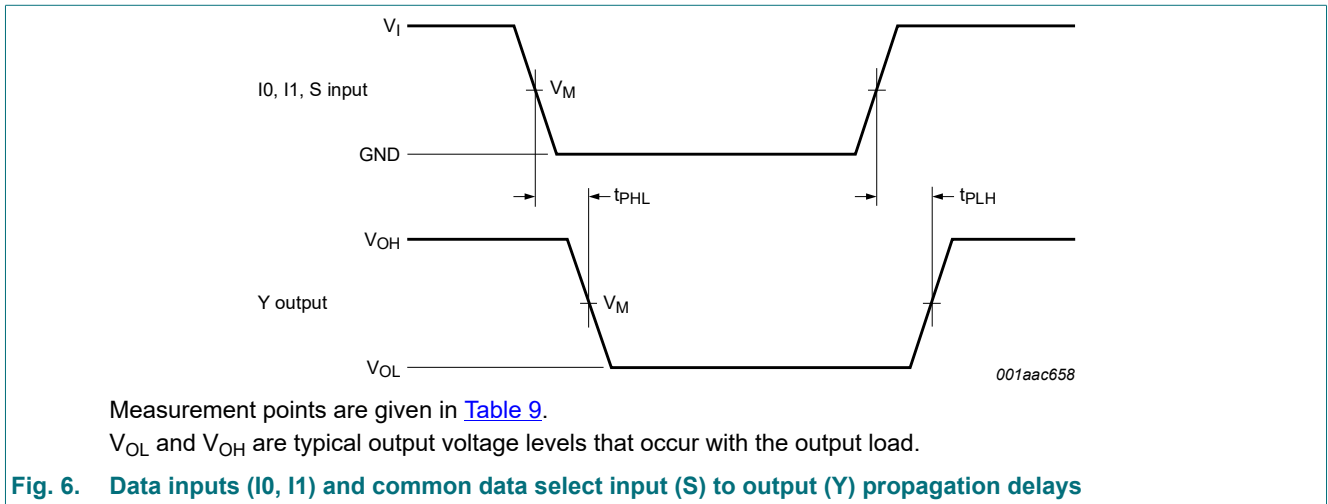 VI
I0, I1, S input
VM
GND
tPHL
tPLH
VOH
Y output
VM
VOL
001aac658
Measurement points are given in Table 9.
VOL and VOH are typical output voltage levels that occur with the output load.
Fig. 6. Data inputs (I0, I1) and common data select input (S) to output (Y) propagation delays